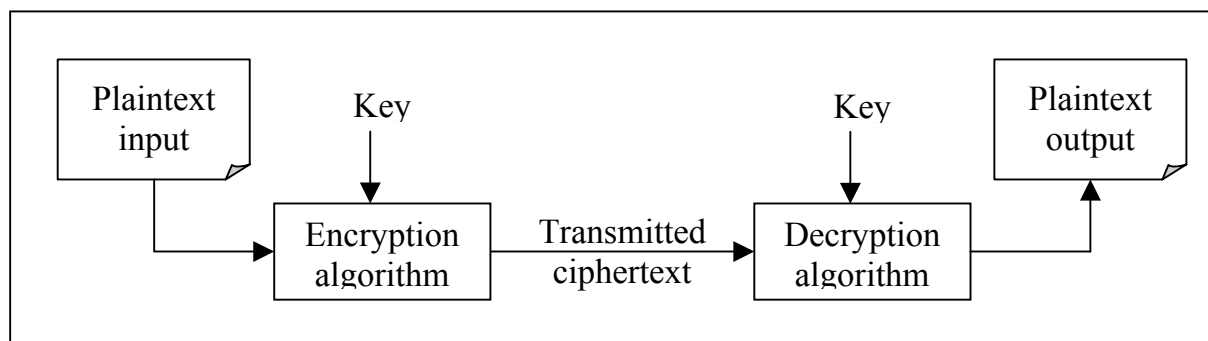 Plaintext
input
Key
Encryption
algorithm
Transmitted
ciphertext
Key
Decryption
algorithm
Plaintext
output